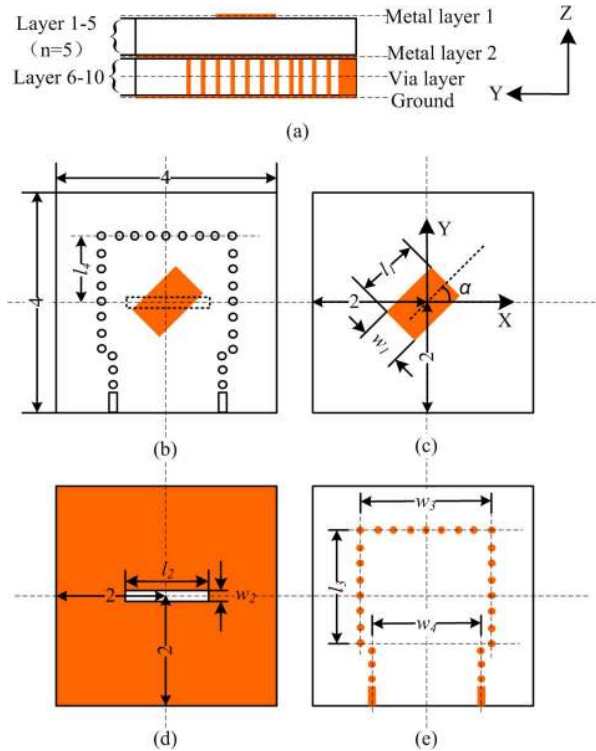 Layer 1-5
(n=5)
Layer 6-10
Metal layer 1
Metal layer 2
Via layer
Ground
Z
Y
(a)
4
4
l4
(b)
Y
X
l1
w1
α
2
2
(c)
l2
w2
2
2
(d)
w3
l3
w4
(e)